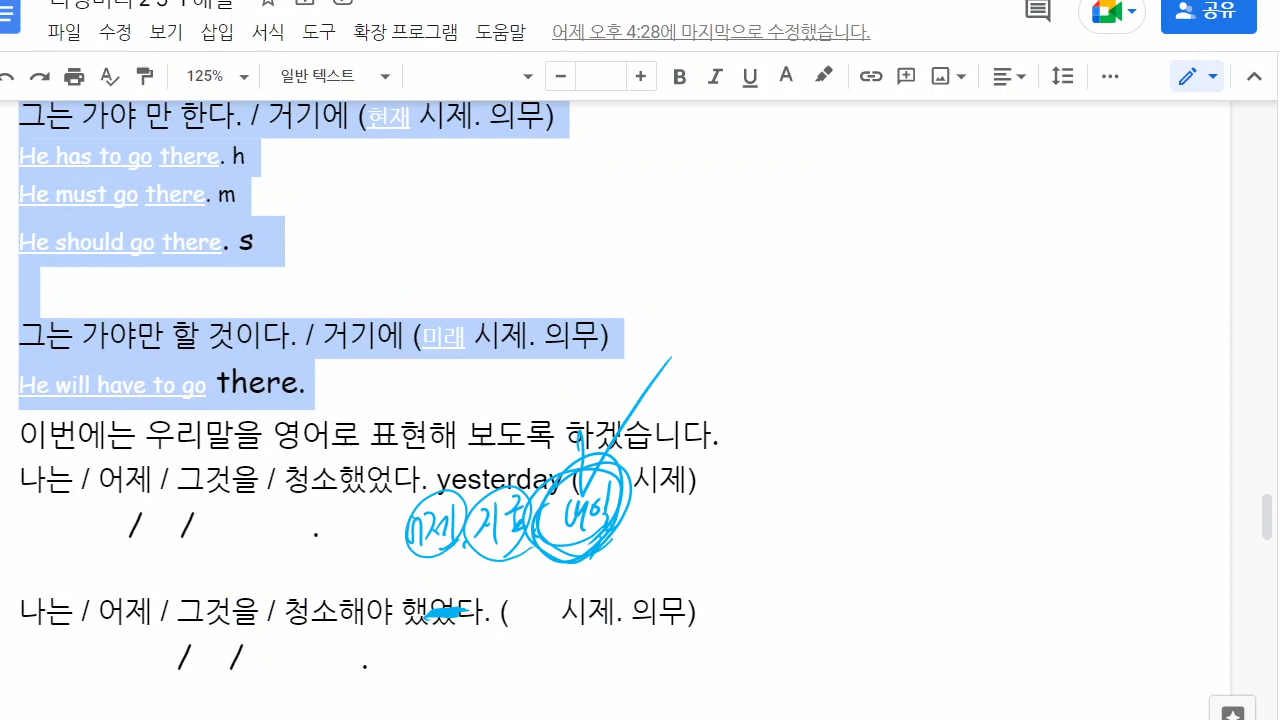 파일 수정 보기 삽입 서식 도구 확장 프로그램 도움말 어제 오후 4:28에 마지막으로 수정했습니다.
공유
125% 일반 텍스트 − + B I U A
그는 가야 만 한다. / 거기에 (현재 시제. 의무)
He has to go there. h
He must go there. m
He should go there. s
그는 가야만 할 것이다. / 거기에 (미래 시제. 의무)
He will have to go there.
이번에는 우리말을 영어로 표현해 보도록 하겠습니다.
나는 / 어제 / 그것을 / 청소했었다. yesterday ( 시제)
/ / .
내일
나는 / 어제 / 그것을 / 청소해야 했었다. ( 시제. 의무)
/ / .